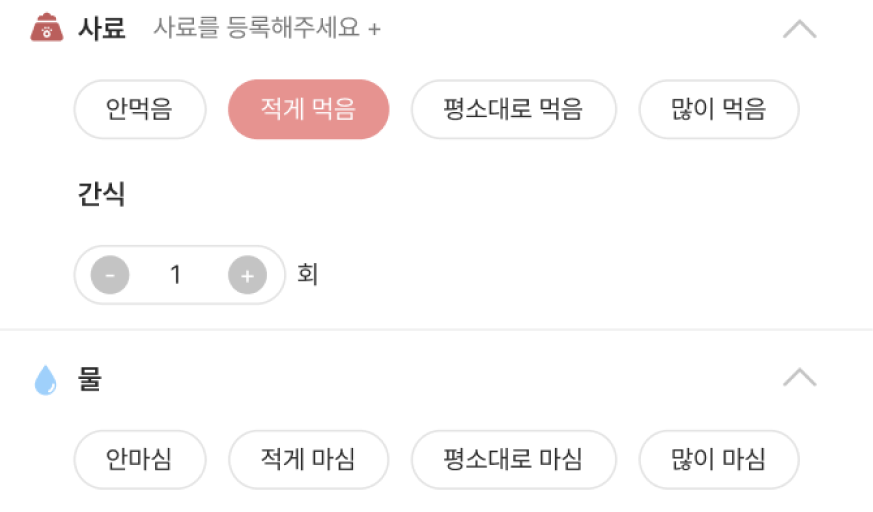 사료 사료를 등록해주세요 +
안먹음 적게 먹음 평소대로 먹음 많이 먹음
간식
- 1 + 회
물
안마심 적게 마심 평소대로 마심 많이 마심